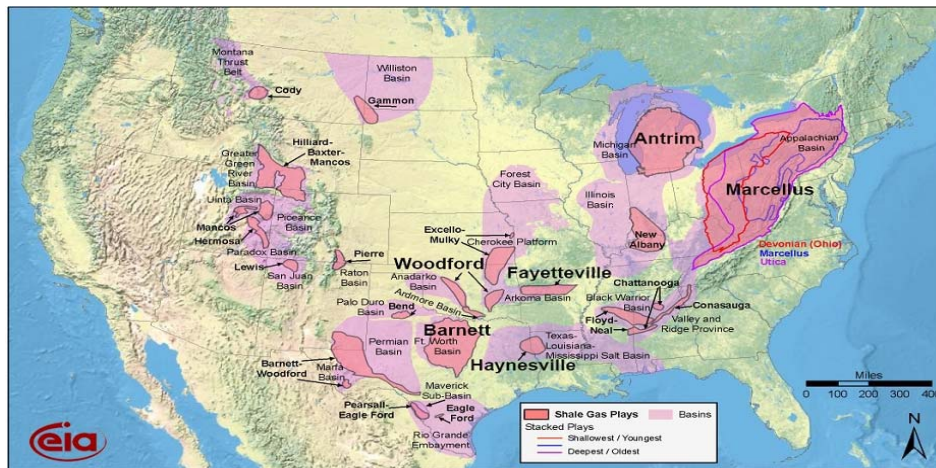 Montana
Thrust
Belt
Cody
Williston
Basin
Gammon
Hilliard-
Baxter-
Mancos
Greater
Green
River
Basin
Uinta Basin
Piceance
Basin
Mancos
Hermosa
Paradox Basin
Lewis
San Juan
Basin
Pierre
Raton
Basin
Antrim
Michigan
Basin
Appalachian
Basin
Marcellus
Devonian (Ohio)
Marcellus
Utica
Forest
City Basin
Illinois
Basin
New
Albany
Excello-
Mulky
Cherokee Platform
Woodford
Anadarko
Basin
Fayetteville
Arkoma Basin
Chattanooga
Black Warrior
Basin
Conasauga
Floyd-
Neal
Valley and
Ridge Province
Palo Duro
Basin
Bend
Ardmore Basin
Barnett
Ft. Worth
Basin
Permian
Basin
Haynesville
Texas-
Louisiana-
Mississippi Salt Basin
Barnett-
Woodford
Marfa
Basin
Maverick
Sub-Basin
Pearsall-
Eagle Ford
Eagle
Ford
Rio Grande
Embayment
Miles
0 100 200 300 400
Shale Gas Plays
Basins
Stacked Plays
Shallowest / Youngest
Deepest / Oldest
N
eia